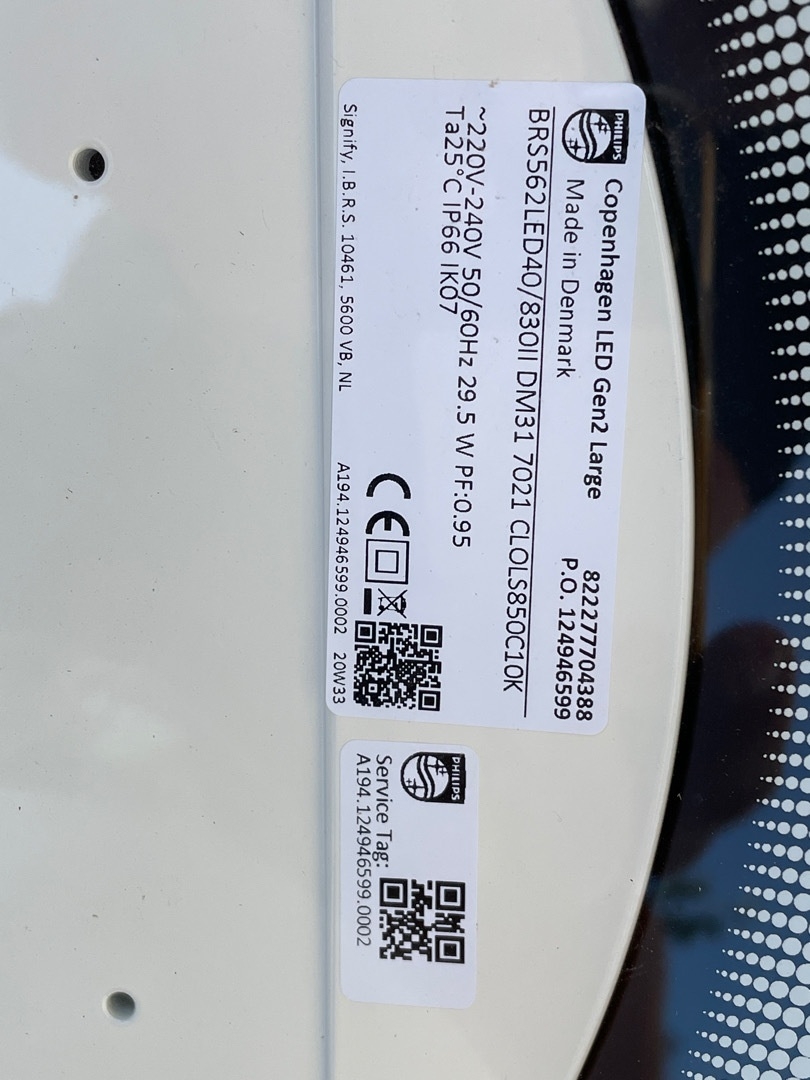 PHILIPS
Copenhagen LED Gen2 Large 822277704388
Made in Denmark P.O. 124946599
BRS562LED40/830II DM31 7021 CLOLS850C10K
~220V-240V 50/60Hz 29.5 W PF:0.95
Ta25°C IP66 IK07
CE
Signify, I.B.R.S. 10461, 5600 VB, NL A194.124946599.0002 20W33
PHILIPS
Service Tag:
A194.124946599.0002